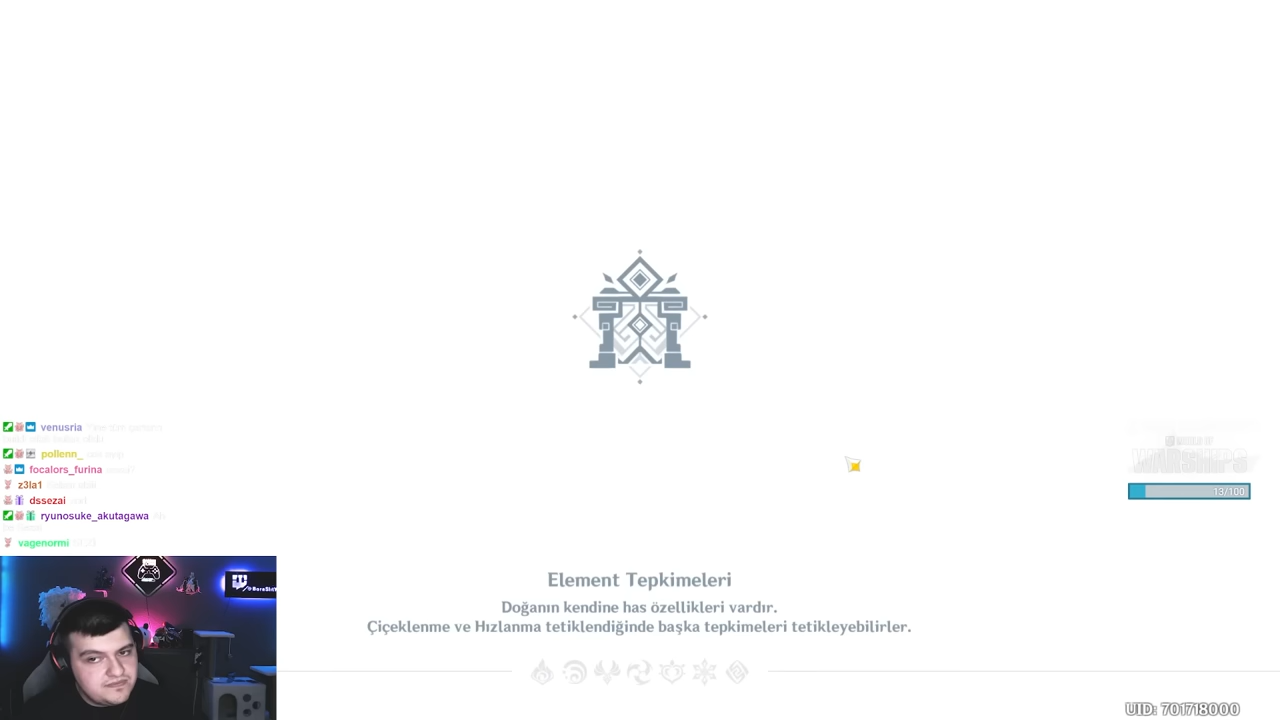 venusria
pollenn_
focalors_furina
z3la1
dssezai
ryunosuke_akutagawa
vagenormi
WARSHIPS
13/100
Element Tepkimeleri
Doğanın kendine has özellikleri vardır.
Çiçeklenme ve Hızlanma tetiklendiğinde başka tepkimeleri tetikleyebilirler.
UID: 701718000